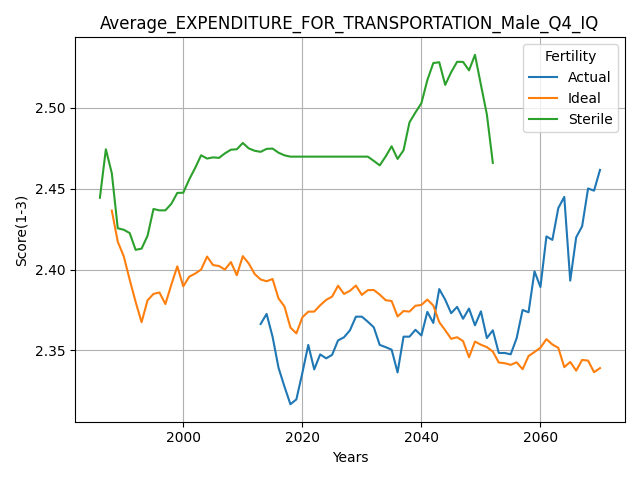 Average_EXPENDITURE_FOR_TRANSPORTATION_Male_Q4_IQ
Fertility
Actual
Ideal
Sterile
Score(1-3)
2.50
2.45
2.40
2.35
2000
2020
2040
2060
Years